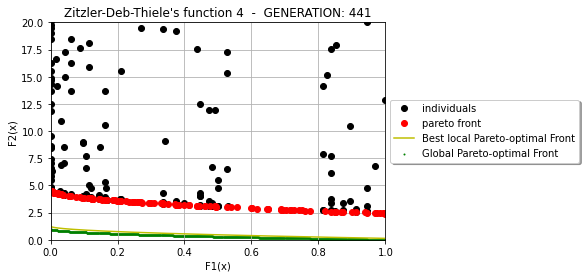 Zitzler-Deb-Thiele's function 4 - GENERATION: 441
20.0
17.5
15.0
12.5
10.0
7.5
5.0
2.5
0.0
F2(x)
0.0 0.2 0.4 0.6 0.8 1.0
F1(x)
individuals
pareto front
Best local Pareto-optimal Front
Global Pareto-optimal Front